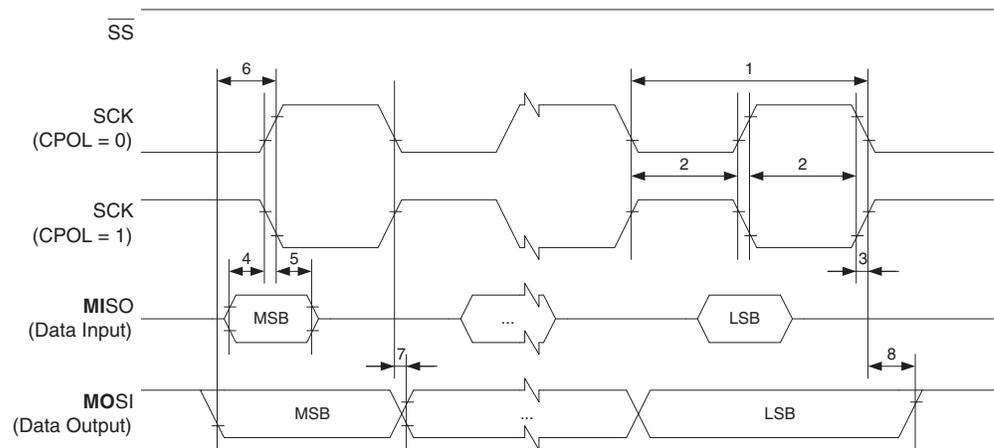 SS
6
1
SCK
(CPOL = 0)
2
2
SCK
(CPOL = 1)
4
5
3
MISO
(Data Input)
MSB
...
LSB
7
8
MOSI
(Data Output)
MSB
...
LSB